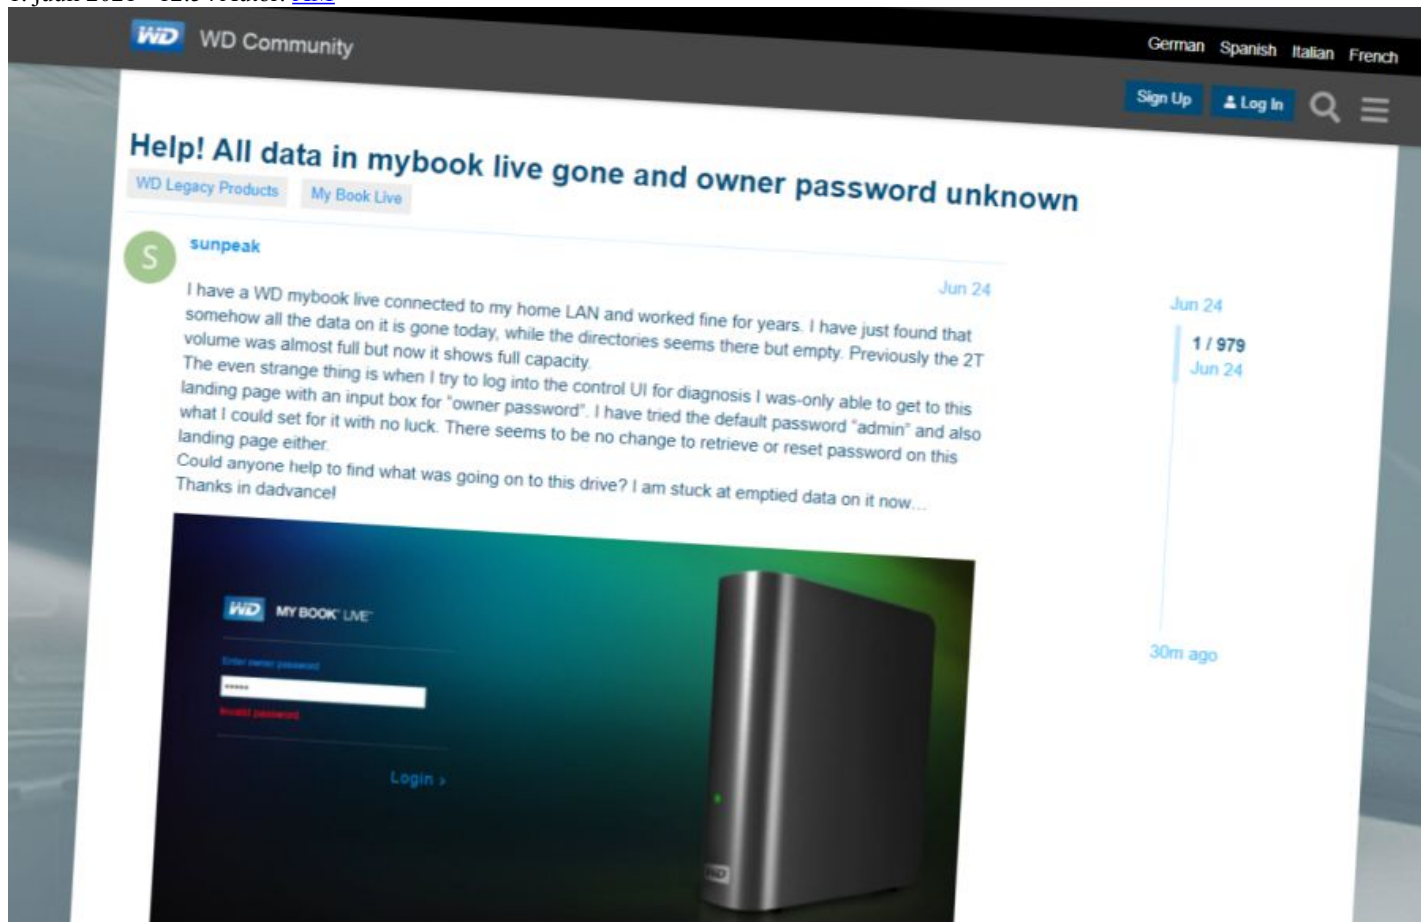 WD WD Community
German Spanish Italian French
Sign Up Log In
Help! All data in mybook live gone and owner password unknown
WD Legacy Products My Book Live
S sunpeak
Jun 24
I have a WD mybook live connected to my home LAN and worked fine for years. I have just found that
somehow all the data on it is gone today, while the directories seems there but empty. Previously the 2T
volume was almost full but now it shows full capacity.
The even strange thing is when I try to log into the control UI for diagnosis I was-only able to get to this
landing page with an input box for “owner password”. I have tried the default password “admin” and also
what I could set for it with no luck. There seems to be no change to retrieve or reset password on this
landing page either.
Could anyone help to find what was going on to this drive? I am stuck at emptied data on it now…
Thanks in dadvance!
Jun 24
1 / 979
Jun 24
30m ago
WD MY BOOK™ LIVE™
Enter owner password
•••••
Invalid password.
Login ›
WD